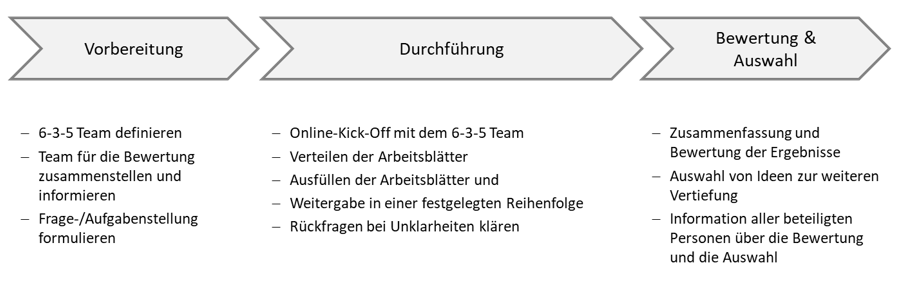 Vorbereitung
Durchführung
Bewertung &
Auswahl
– 6-3-5 Team definieren
– Team für die Bewertung
zusammenstellen und
informieren
– Frage-/Aufgabenstellung
formulieren
– Online-Kick-Off mit dem 6-3-5 Team
– Verteilen der Arbeitsblätter
– Ausfüllen der Arbeitsblätter und
– Weitergabe in einer festgelegten Reihenfolge
– Rückfragen bei Unklarheiten klären
– Zusammenfassung und
Bewertung der Ergebnisse
– Auswahl von Ideen zur weiteren
Vertiefung
– Information aller beteiligten
Personen über die Bewertung
und die Auswahl